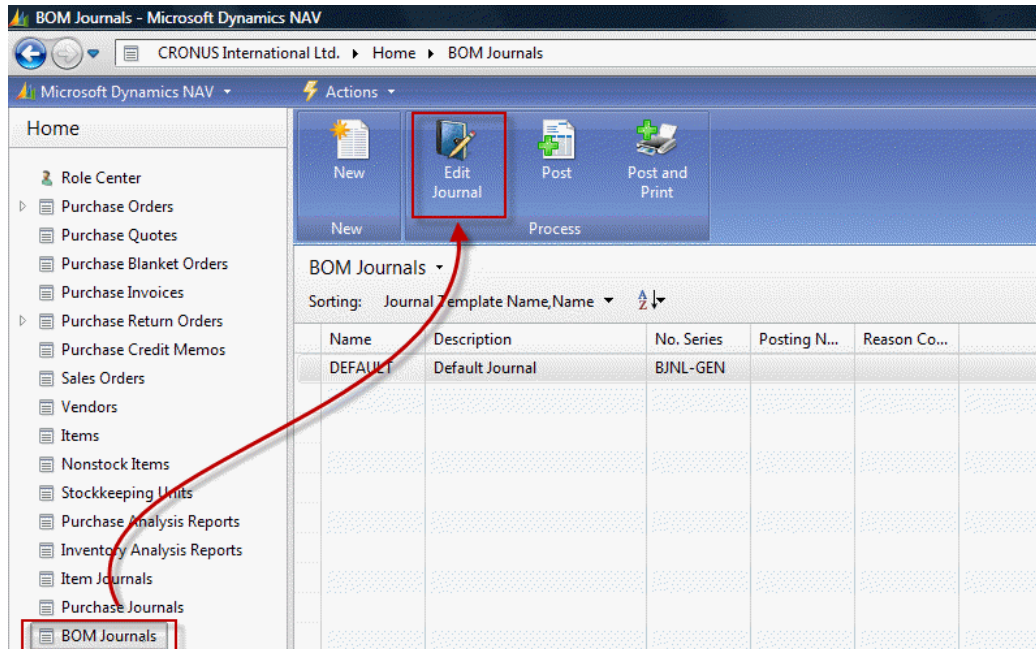 BOM Journals - Microsoft Dynamics NAV
CRONUS International Ltd. Home BOM Journals
Microsoft Dynamics NAV Actions
Home
Role Center
Purchase Orders
Purchase Quotes
Purchase Blanket Orders
Purchase Invoices
Purchase Return Orders
Purchase Credit Memos
Sales Orders
Vendors
Items
Nonstock Items
Stockkeeping Units
Purchase Analysis Reports
Inventory Analysis Reports
Item Journals
Purchase Journals
BOM Journals
New Edit Journal Post Post and Print
New Process
BOM Journals
Sorting: Journal Template Name,Name
Name Description No. Series Posting N... Reason Co...
DEFAULT Default Journal BJNL-GEN